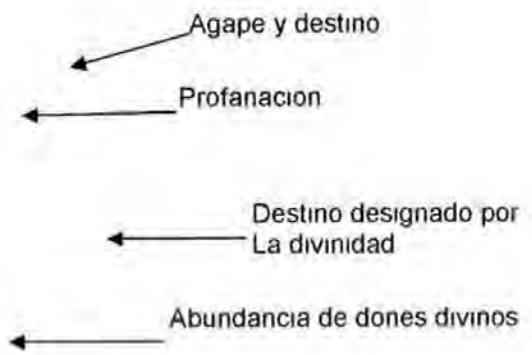 Agape y destino
Profanacion
Destino designado por
La divinidad
Abundancia de dones divinos